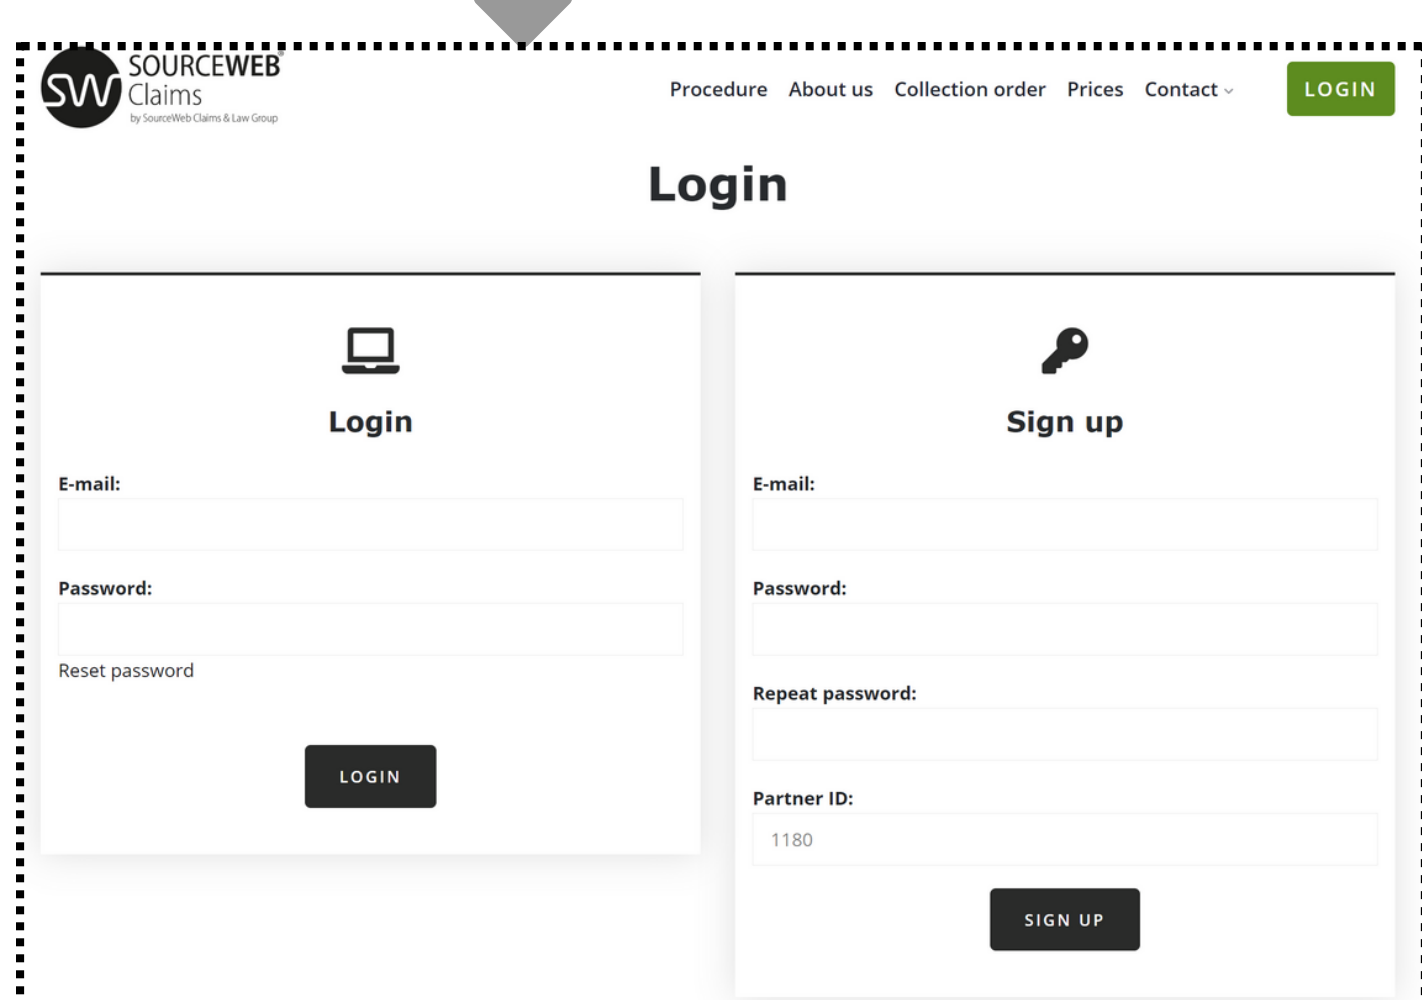 SW
SOURCEWEB®
Claims
by SourceWeb Claims & Law Group
Procedure About us Collection order Prices Contact
LOGIN
Login
Login
E-mail:
Password:
Reset password
LOGIN
Sign up
E-mail:
Password:
Repeat password:
Partner ID:
1180
SIGN UP